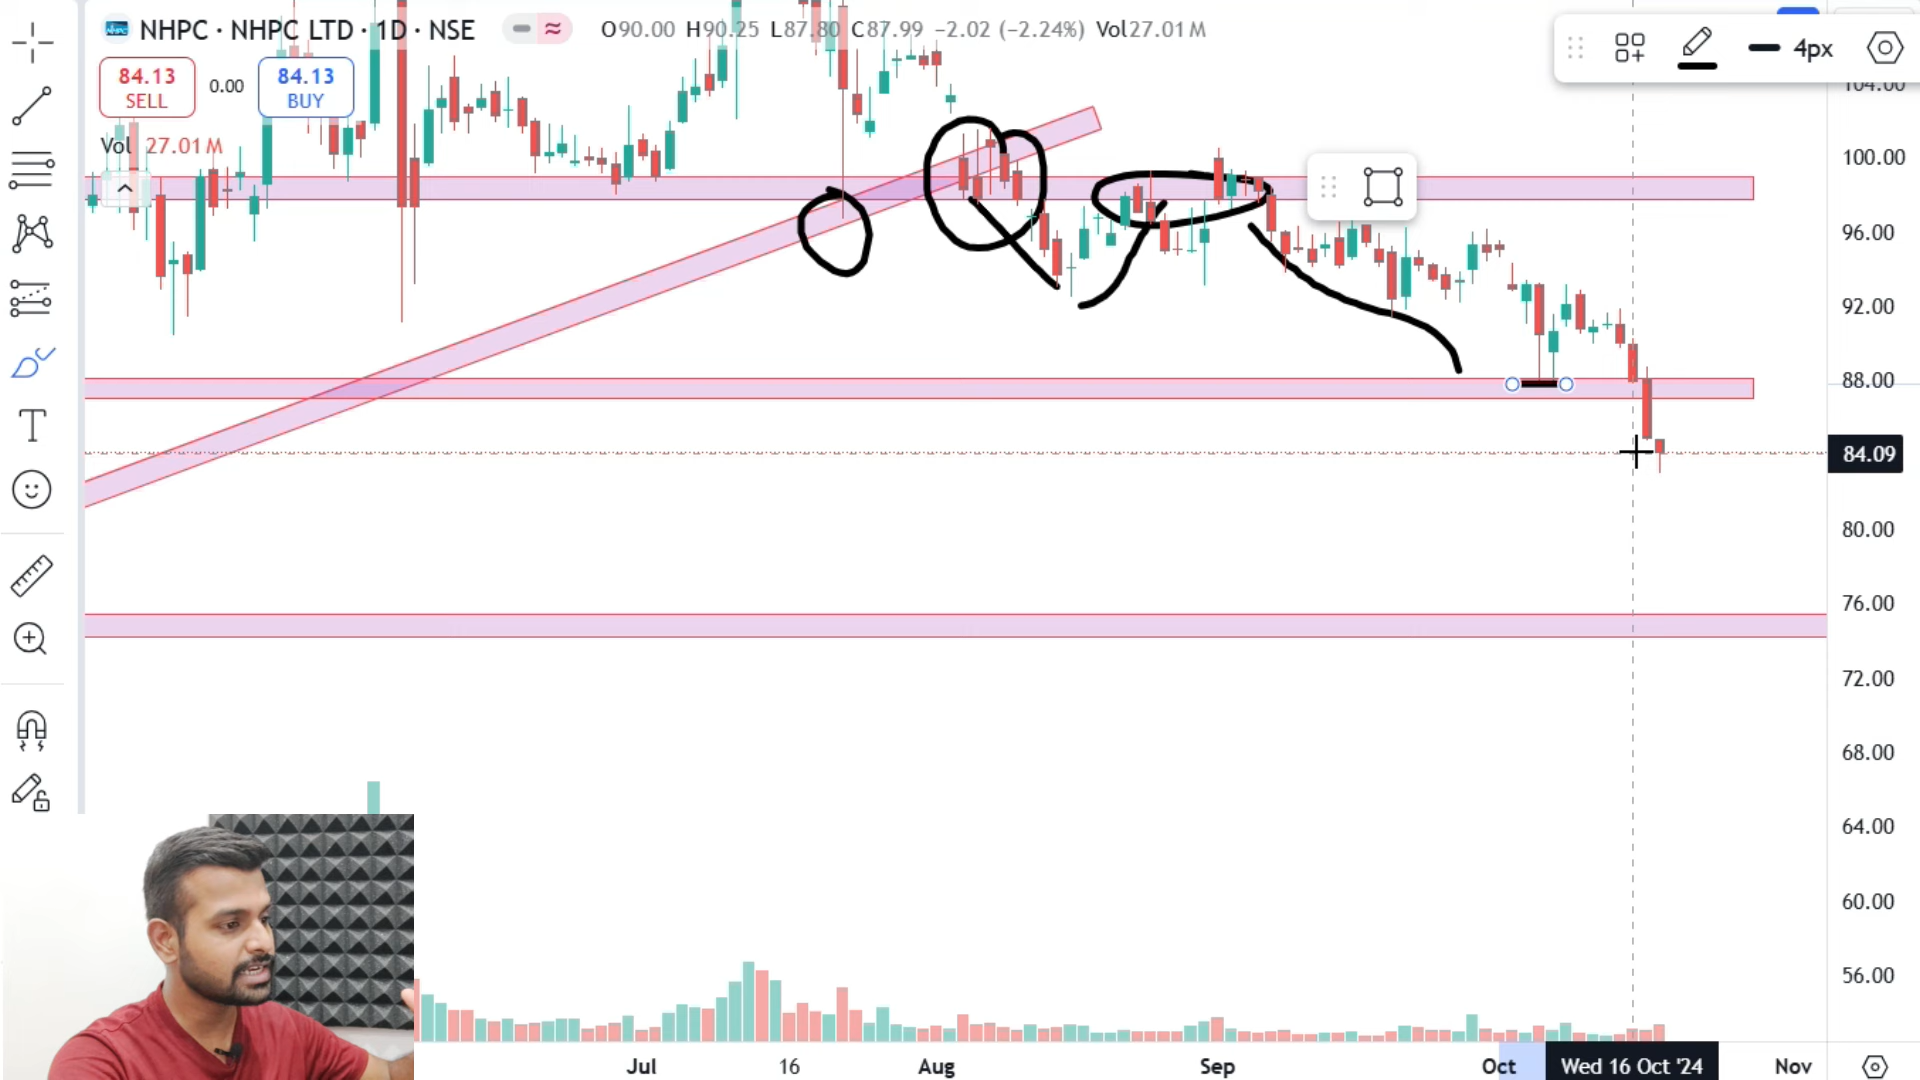 NHPC · NHPC LTD · 1D · NSE
O90.00 H90.25 L87.80 C87.99 −2.02 (−2.24%) Vol27.01M
4px
84.13
SELL
0.00
84.13
BUY
Vol 27.01M
104.00
100.00
96.00
92.00
88.00
84.09
80.00
76.00
72.00
68.00
64.00
60.00
56.00
Jul 16 Aug Sep Oct Wed 16 Oct '24 Nov